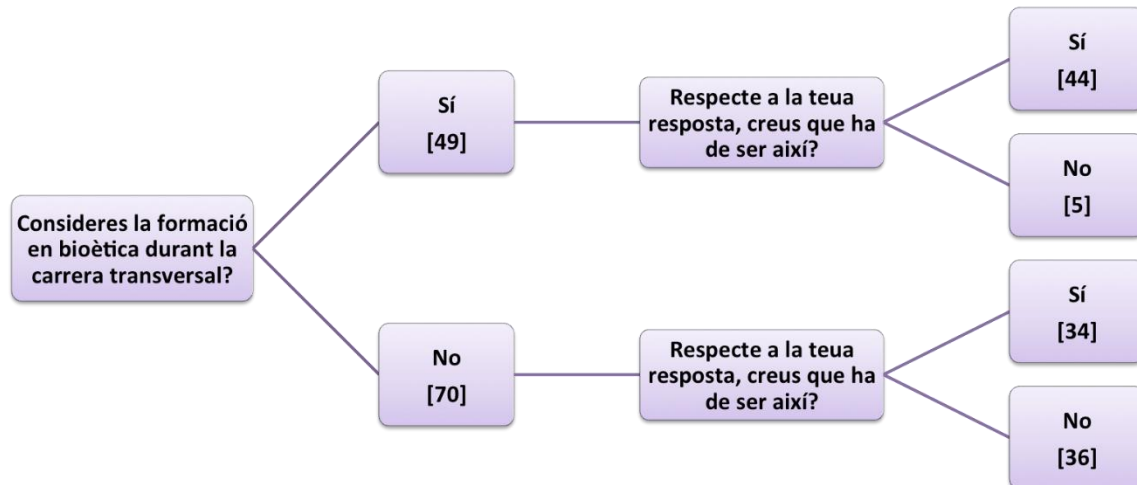 Consideres la formació
en bioètica durant la
carrera transversal?
Sí
[49]
Respecte a la teua
resposta, creus que ha
de ser així?
Sí
[44]
No
[5]
No
[70]
Respecte a la teua
resposta, creus que ha
de ser així?
Sí
[34]
No
[36]